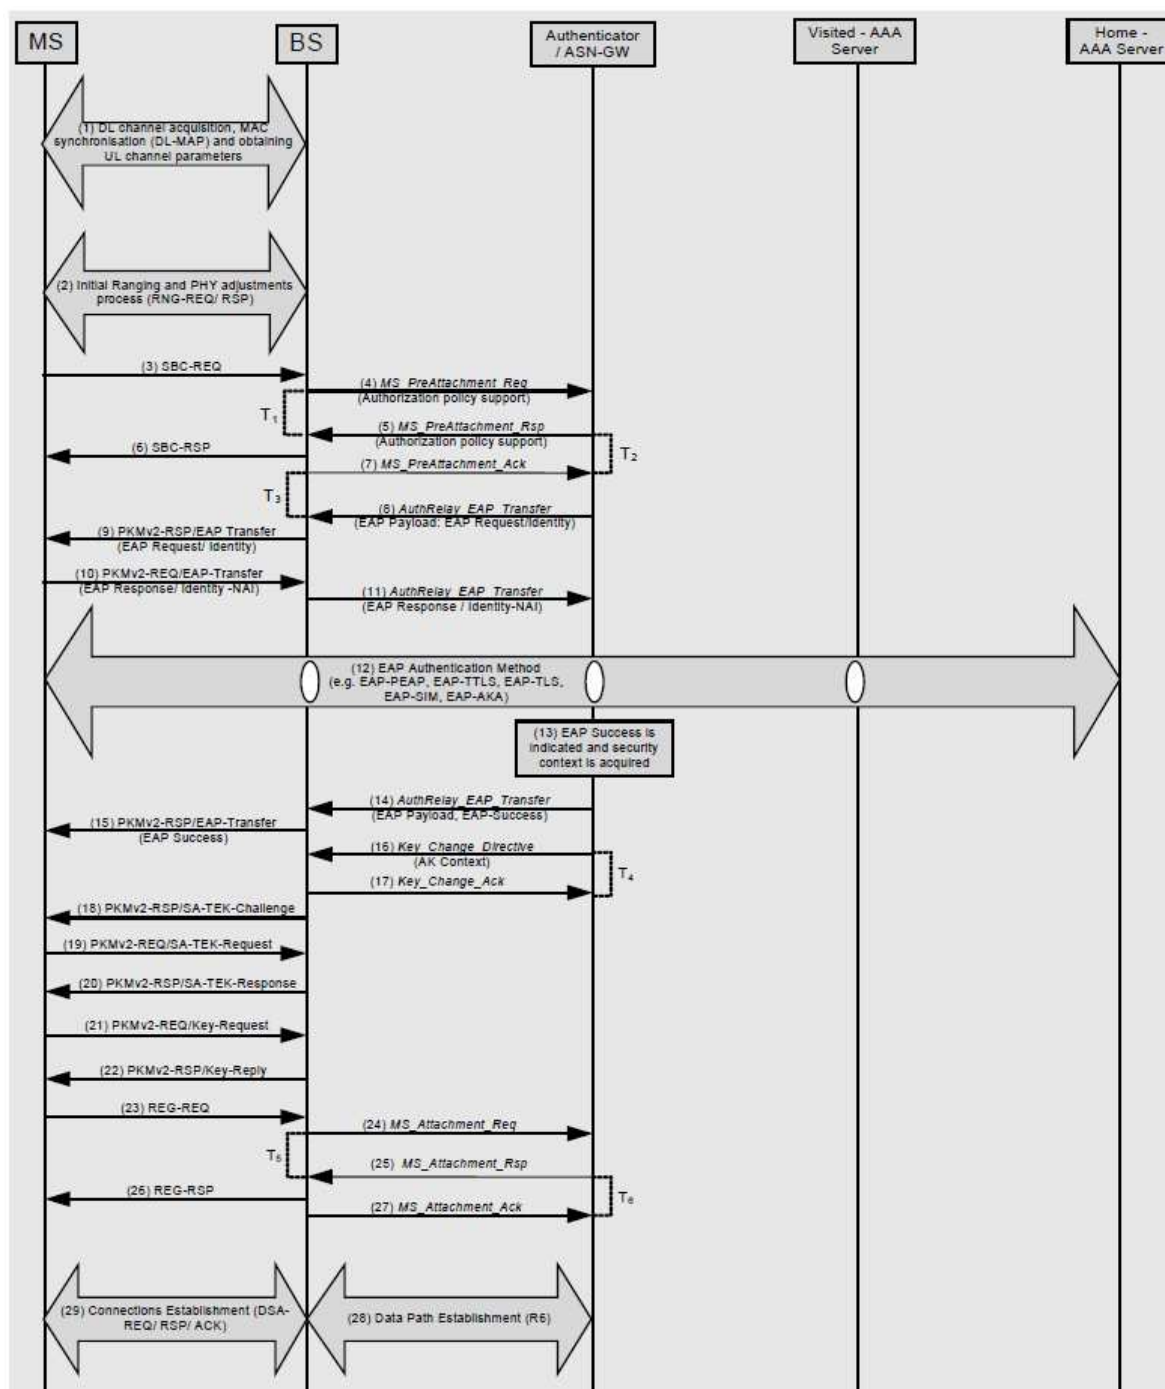 MS
BS
Authenticator
/ ASN-GW
Visited - AAA
Server
Home -
AAA Server
(1) DL channel acquisition, MAC
synchronisation (DL-MAP) and obtaining
UL channel parameters
(2) Initial Ranging and PHY adjustments
process (RNG-REQ/ RSP)
(3) SBC-REQ
(4) MS_PreAttachment_Req
(Authorization policy support)
T1
(5) MS_PreAttachment_Rsp
(Authorization policy support)
(6) SBC-RSP
T2
(7) MS_PreAttachment_Ack
T3
(8) AuthRelay_EAP_Transfer
(EAP Payload: EAP Request/Identity)
(9) PKMv2-RSP/EAP Transfer
(EAP Request/ Identity)
(10) PKMv2-REQ/EAP-Transfer
(EAP Response/ Identity -NAI)
(11) AuthRelay_EAP_Transfer
(EAP Response / Identity-NAI)
(12) EAP Authentication Method
(e.g. EAP-PEAP, EAP-TTLS, EAP-TLS,
EAP-SIM, EAP-AKA)
(13) EAP Success is
indicated and security
context is acquired
(14) AuthRelay_EAP_Transfer
(EAP Payload, EAP-Success)
(15) PKMv2-RSP/EAP-Transfer
(EAP Success)
(16) Key_Change_Directive
(AK Context)
T4
(17) Key_Change_Ack
(18) PKMv2-RSP/SA-TEK-Challenge
(19) PKMv2-REQ/SA-TEK-Request
(20) PKMv2-RSP/SA-TEK-Response
(21) PKMv2-REQ/Key-Request
(22) PKMv2-RSP/Key-Reply
(23) REG-REQ
(24) MS_Attachment_Req
T5
(25) MS_Attachment_Rsp
(26) REG-RSP
T6
(27) MS_Attachment_Ack
(29) Connections Establishment (DSA-
REQ/ RSP/ ACK)
(28) Data Path Establishment (R6)